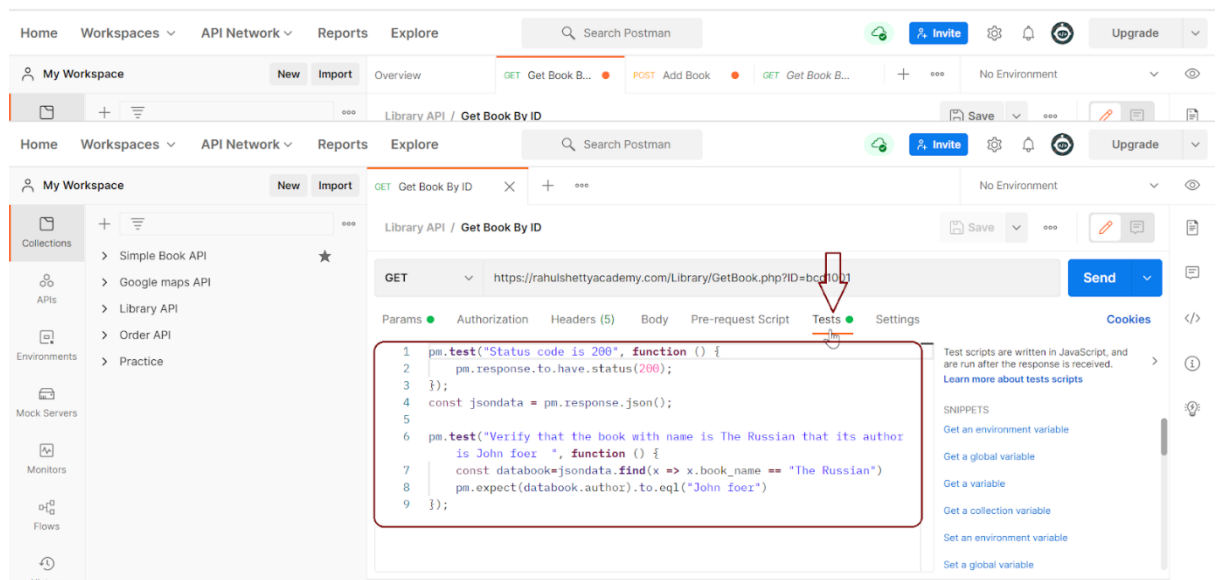 Home Workspaces API Network Reports Explore Search Postman Invite Upgrade
My Workspace New Import Overview GET Get Book B... POST Add Book GET Get Book B... No Environment
Library API / Get Book By ID Save
Home Workspaces API Network Reports Explore Search Postman Invite Upgrade
My Workspace New Import GET Get Book By ID No Environment
Collections
APIs
Environments
Mock Servers
Monitors
Flows
Simple Book API
Google maps API
Library API
Order API
Practice
Library API / Get Book By ID Save
GET https://rahulshettyacademy.com/Library/GetBook.php?ID=bcd1001 Send
Params Authorization Headers (5) Body Pre-request Script Tests Settings Cookies
1 pm.test("Status code is 200", function () {
2 pm.response.to.have.status(200);
3 });
4 const jsondata = pm.response.json();
5
6 pm.test("Verify that the book with name is The Russian that its author
is John foer ", function () {
7 const databook=jsondata.find(x => x.book_name == "The Russian")
8 pm.expect(databook.author).to.eql("John foer")
9 });
Test scripts are written in JavaScript, and
are run after the response is received.
Learn more about tests scripts
SNIPPETS
Get an environment variable
Get a global variable
Get a variable
Get a collection variable
Set an environment variable
Set a global variable